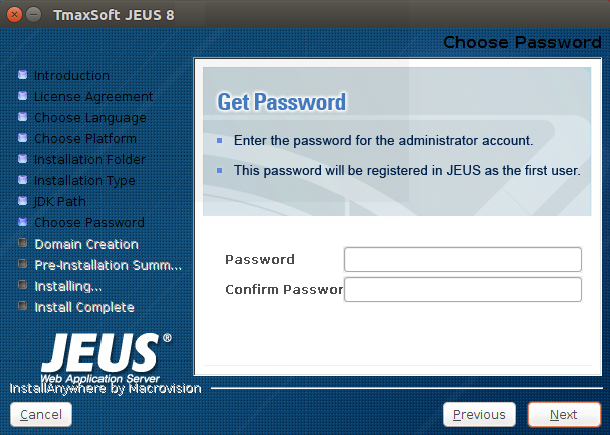 TmaxSoft JEUS 8
Choose Password
Introduction
License Agreement
Choose Language
Choose Platform
Installation Folder
Installation Type
JDK Path
Choose Password
Domain Creation
Pre-Installation Summ...
Installing...
Install Complete
Get Password
Enter the password for the administrator account.
This password will be registered in JEUS as the first user.
Password
Confirm Passwor
JEUS®
Web Application Server
InstallAnywhere by Macrovision
Cancel
Previous
Next